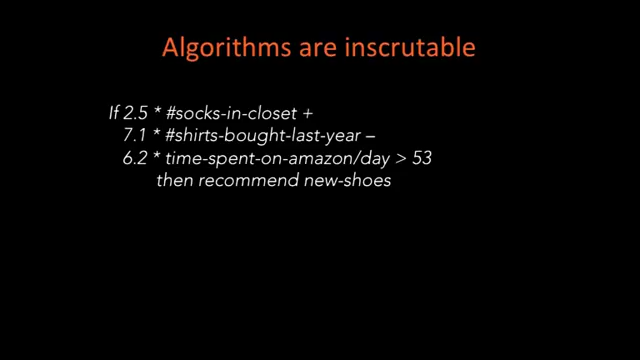 Algorithms are inscrutable
If 2.5 * #socks-in-closet +
7.1 * #shirts-bought-last-year –
6.2 * time-spent-on-amazon/day > 53
then recommend new-shoes